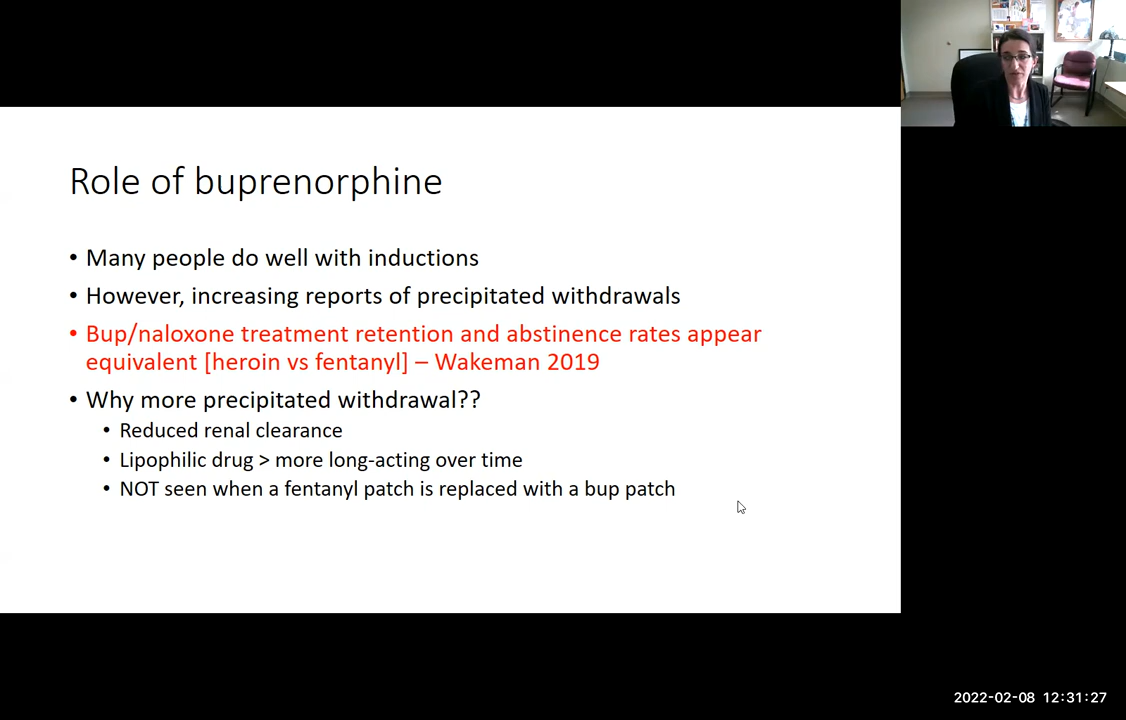 Role of buprenorphine
• Many people do well with inductions
• However, increasing reports of precipitated withdrawals
• Bup/naloxone treatment retention and abstinence rates appear
equivalent [heroin vs fentanyl] – Wakeman 2019
• Why more precipitated withdrawal??
• Reduced renal clearance
• Lipophilic drug > more long-acting over time
• NOT seen when a fentanyl patch is replaced with a bup patch
2022-02-08 12:31:27